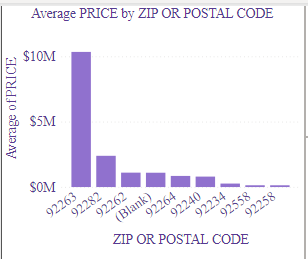 Average PRICE by ZIP OR POSTAL CODE
$10M
$5M
$0M
Average of PRICE
92263
92282
92262
(Blank)
92264
92240
92234
92558
92258
ZIP OR POSTAL CODE